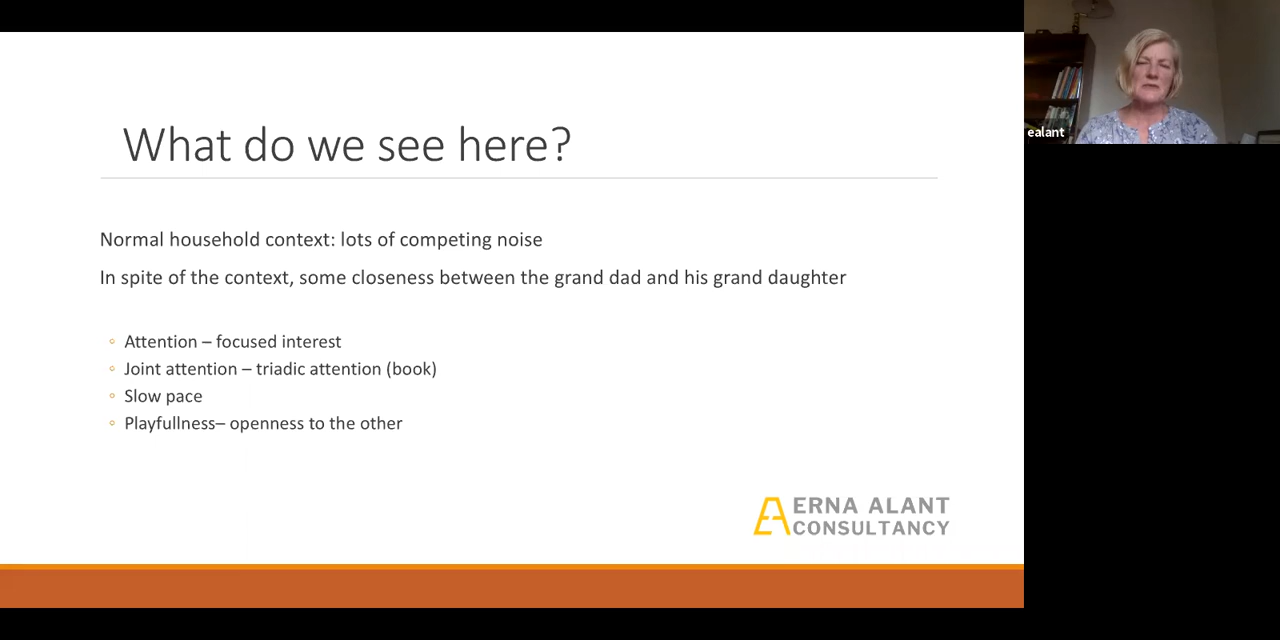 What do we see here?
Normal household context: lots of competing noise
In spite of the context, some closeness between the grand dad and his grand daughter
◦ Attention – focused interest
◦ Joint attention – triadic attention (book)
◦ Slow pace
◦ Playfullness– openness to the other
ERNA ALANT
CONSULTANCY
ealant